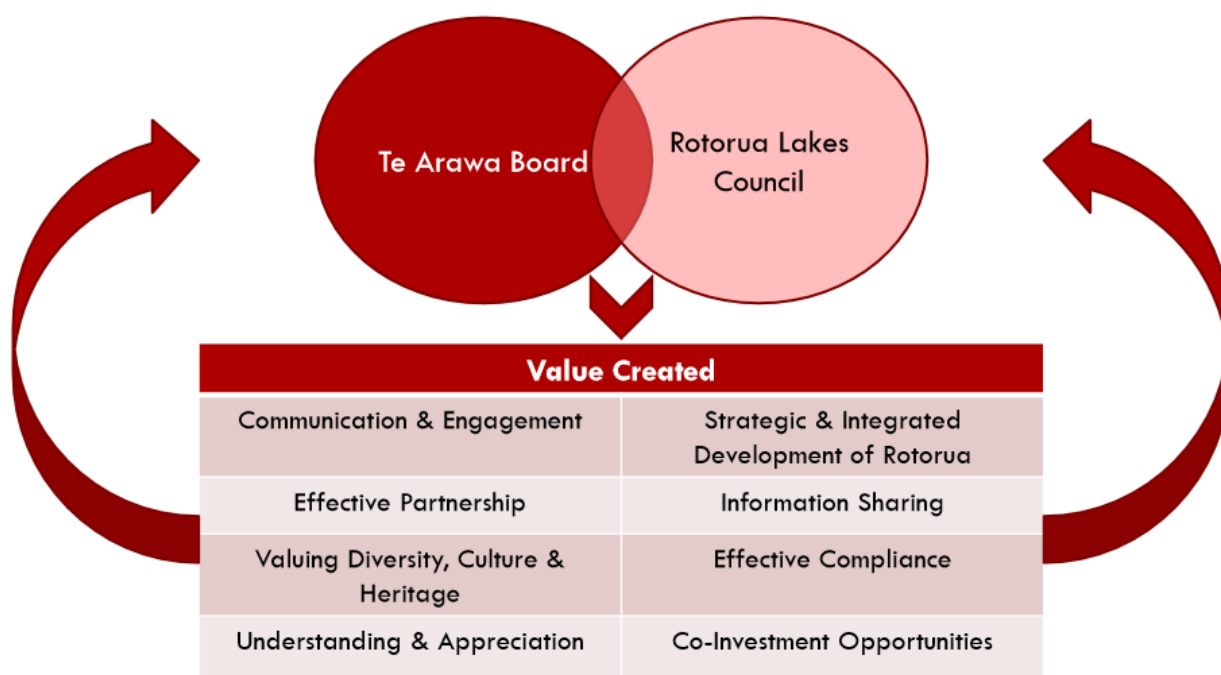 Te Arawa Board
Rotorua Lakes
Council
Value Created
Communication & Engagement
Strategic & Integrated
Development of Rotorua
Effective Partnership
Information Sharing
Valuing Diversity, Culture &
Heritage
Effective Compliance
Understanding & Appreciation
Co-Investment Opportunities